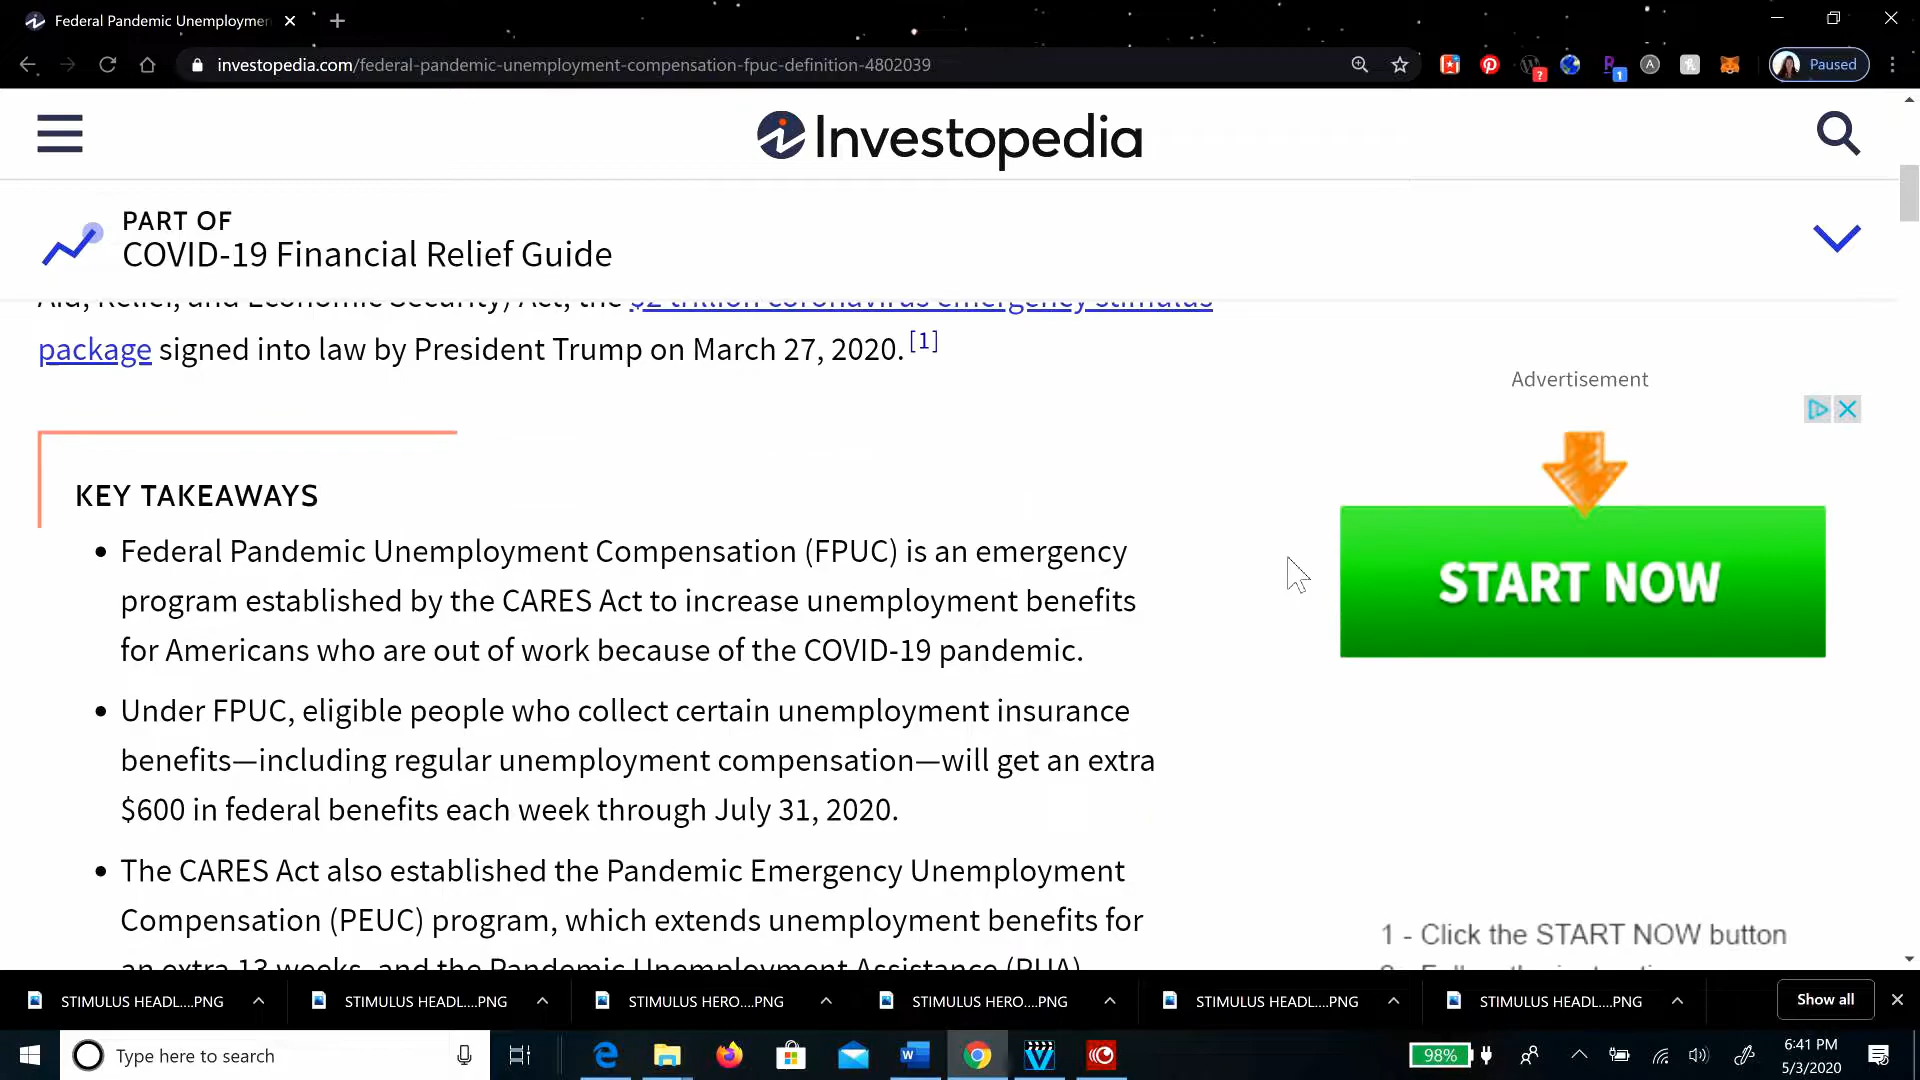 Federal Pandemic Unemploymen
investopedia.com/federal-pandemic-unemployment-compensation-fpuc-definition-4802039
?
1
A
Paused
Investopedia
PART OF
COVID-19 Financial Relief Guide
Aid, Relief, and Economic Security) Act, the $2 trillion coronavirus emergency stimulus
package signed into law by President Trump on March 27, 2020. [1]
Advertisement
KEY TAKEAWAYS
• Federal Pandemic Unemployment Compensation (FPUC) is an emergency
program established by the CARES Act to increase unemployment benefits
for Americans who are out of work because of the COVID-19 pandemic.
START NOW
• Under FPUC, eligible people who collect certain unemployment insurance
benefits—including regular unemployment compensation—will get an extra
$600 in federal benefits each week through July 31, 2020.
• The CARES Act also established the Pandemic Emergency Unemployment
Compensation (PEUC) program, which extends unemployment benefits for
an extra 13 weeks, and the Pandemic Unemployment Assistance (PUA)
1 - Click the START NOW button
STIMULUS HEADL....PNG
STIMULUS HEADL....PNG
STIMULUS HERO....PNG
STIMULUS HERO....PNG
STIMULUS HEADL....PNG
STIMULUS HEADL....PNG
Show all
Type here to search
98%
6:41 PM
5/3/2020